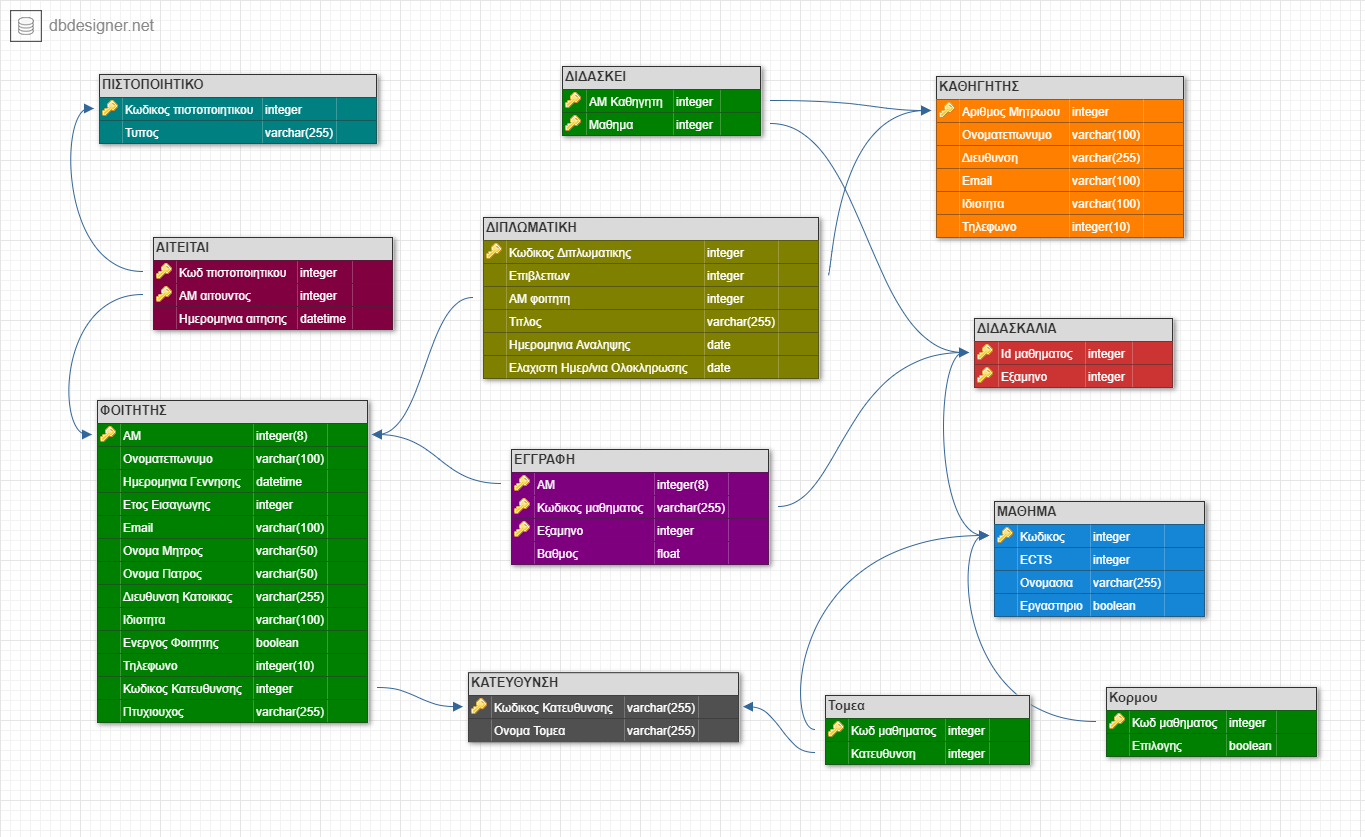 dbdesigner.net
ΠΙΣΤΟΠΟΙΗΤΙΚΟ
Κωδικος πιστοποιητικου integer
Τυπος varchar(255)
ΔΙΔΑΣΚΕΙ
ΑΜ Καθηγητη integer
Μαθημα integer
ΚΑΘΗΓΗΤΗΣ
Αριθμος Μητρωου integer
Ονοματεπωνυμο varchar(100)
Διευθυνση varchar(255)
Email varchar(100)
Ιδιοτητα varchar(100)
Τηλεφωνο integer(10)
ΑΙΤΕΙΤΑΙ
Κωδ πιστοποιητικου integer
ΑΜ αιτουντος integer
Ημερομηνια αιτησης datetime
ΔΙΠΛΩΜΑΤΙΚΗ
Κωδικος Διπλωματικης integer
Επιβλεπων integer
ΑΜ φοιτητη integer
Τιτλος varchar(255)
Ημερομηνια Αναληψης date
Ελαχιστη Ημερ/νια Ολοκληρωσης date
ΔΙΔΑΣΚΑΛΙΑ
Id μαθηματος integer
Εξαμηνο integer
ΦΟΙΤΗΤΗΣ
ΑΜ integer(8)
Ονοματεπωνυμο varchar(100)
Ημερομηνια Γεννησης datetime
Ετος Εισαγωγης integer
Email varchar(100)
Ονομα Μητρος varchar(50)
Ονομα Πατρος varchar(50)
Διευθυνση Κατοικιας varchar(255)
Ιδιοτητα varchar(100)
Ενεργος Φοιτητης boolean
Τηλεφωνο integer(10)
Κωδικος Κατευθυνσης integer
Πτυχιουχος varchar(255)
ΕΓΓΡΑΦΗ
ΑΜ integer(8)
Κωδικος μαθηματος varchar(255)
Εξαμηνο integer
Βαθμος float
ΜΑΘΗΜΑ
Κωδικος integer
ECTS integer
Ονομασια varchar(255)
Εργαστηριο boolean
ΚΑΤΕΥΘΥΝΣΗ
Κωδικος Κατευθυνσης varchar(255)
Ονομα Τομεα varchar(255)
Τομεα
Κωδ μαθηματος integer
Κατευθυνση integer
Κορμου
Κωδ μαθηματος integer
Επιλογης boolean